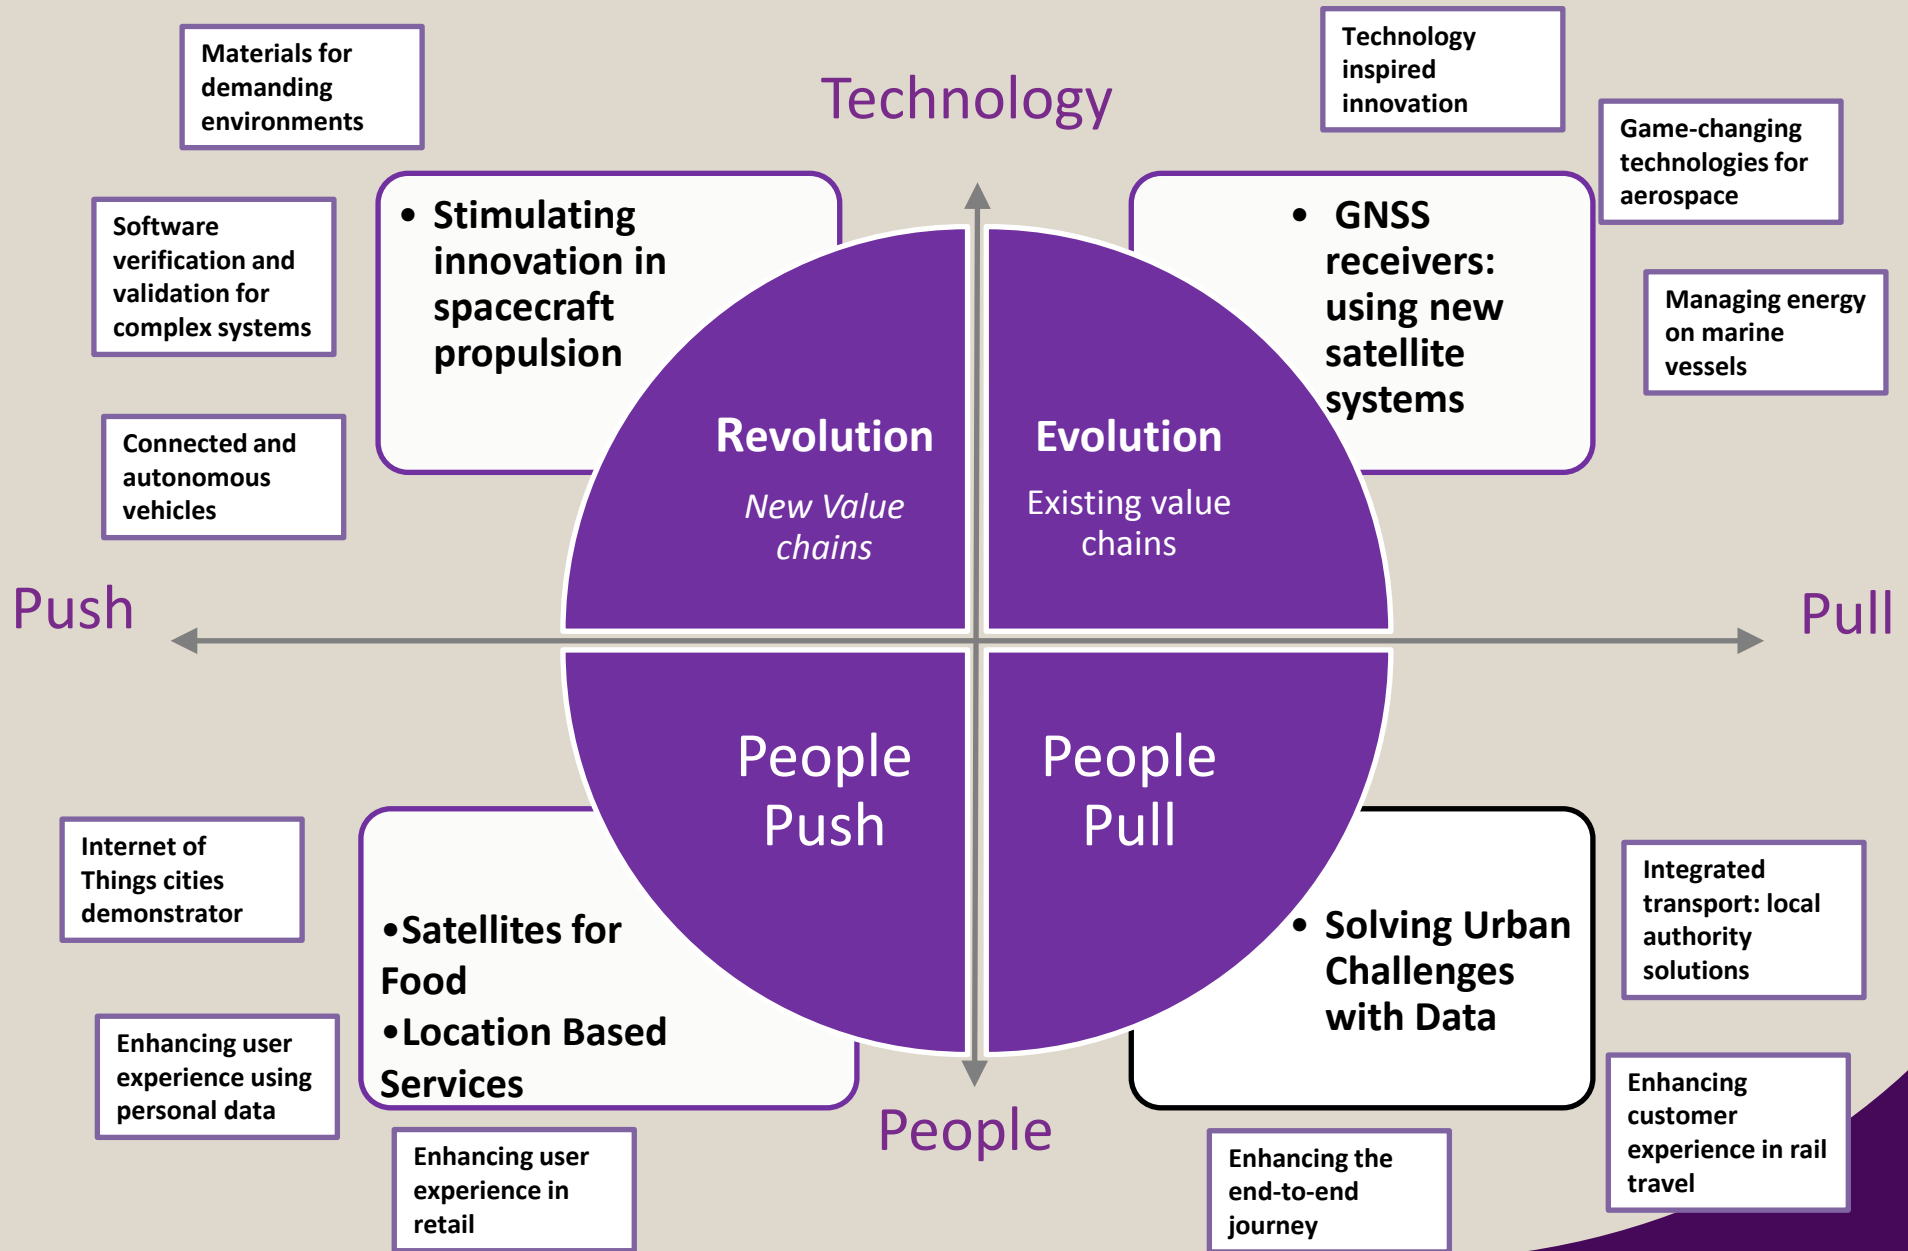 Materials for
demanding
environments
Technology
Technology
inspired
innovation
Game-changing
technologies for
aerospace
Software
verification and
validation for
complex systems
• Stimulating
innovation in
spacecraft
propulsion
• GNSS
receivers:
using new
satellite
systems
Managing energy
on marine
vessels
Connected and
autonomous
vehicles
Revolution
New Value
chains
Evolution
Existing value
chains
Push
Pull
People
Push
People
Pull
Internet of
Things cities
demonstrator
•Satellites for
Food
•Location Based
Services
• Solving Urban
Challenges
with Data
Integrated
transport: local
authority
solutions
Enhancing user
experience using
personal data
People
Enhancing
customer
experience in rail
travel
Enhancing user
experience in
retail
Enhancing the
end-to-end
journey